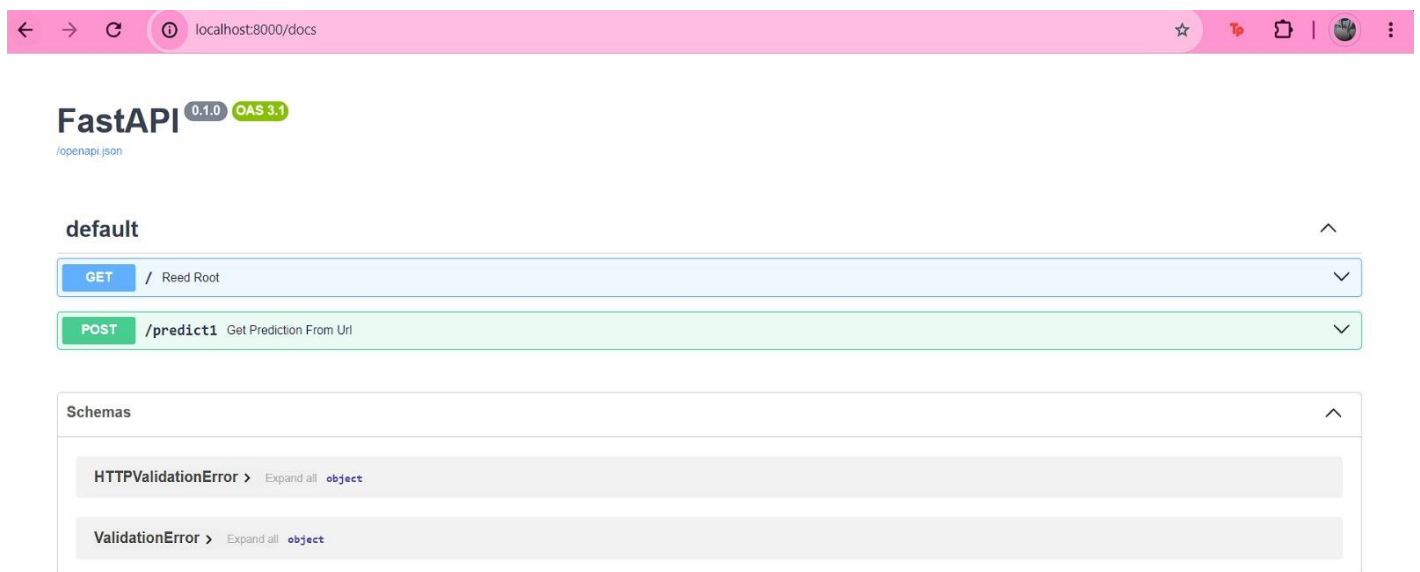 localhost:8000/docs
Tp
FastAPI 0.1.0 OAS 3.1
/openapi.json
default
GET / Reed Root
POST /predict1 Get Prediction From Url
Schemas
HTTPValidationError > Expand all object
ValidationError > Expand all object